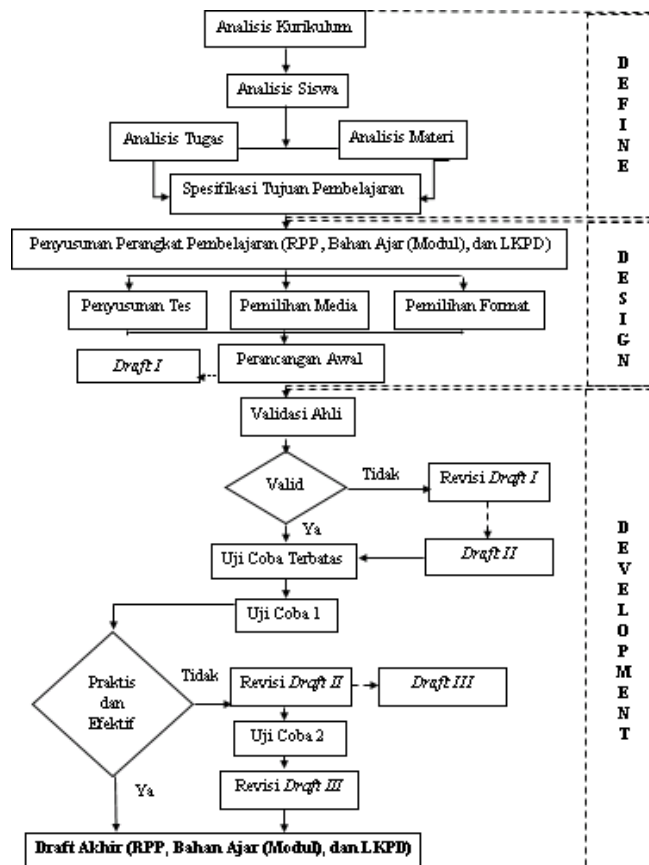 Analisis Kurikulum
Analisis Siswa
Analisis Tugas
Analisis Materi
Spesifikasi Tujuan Pembelajaran
DEFINE
Penyusunan Perangkat Pembelajaran (RPP, Bahan Ajar (Modul), dan LKPD)
Penyusunan Tes
Pemilihan Media
Pemilihan Format
Perancangan Awal
Draft I
DESIGN
Validasi Ahli
Valid
Tidak
Revisi Draft I
Ya
Draft II
Uji Coba Terbatas
Uji Coba 1
Praktis
dan
Efektif
Tidak
Revisi Draft II
Draft III
Uji Coba 2
Ya
Revisi Draft III
Draft Akhir (RPP, Bahan Ajar (Modul), dan LKPD)
DEVELOPMENT